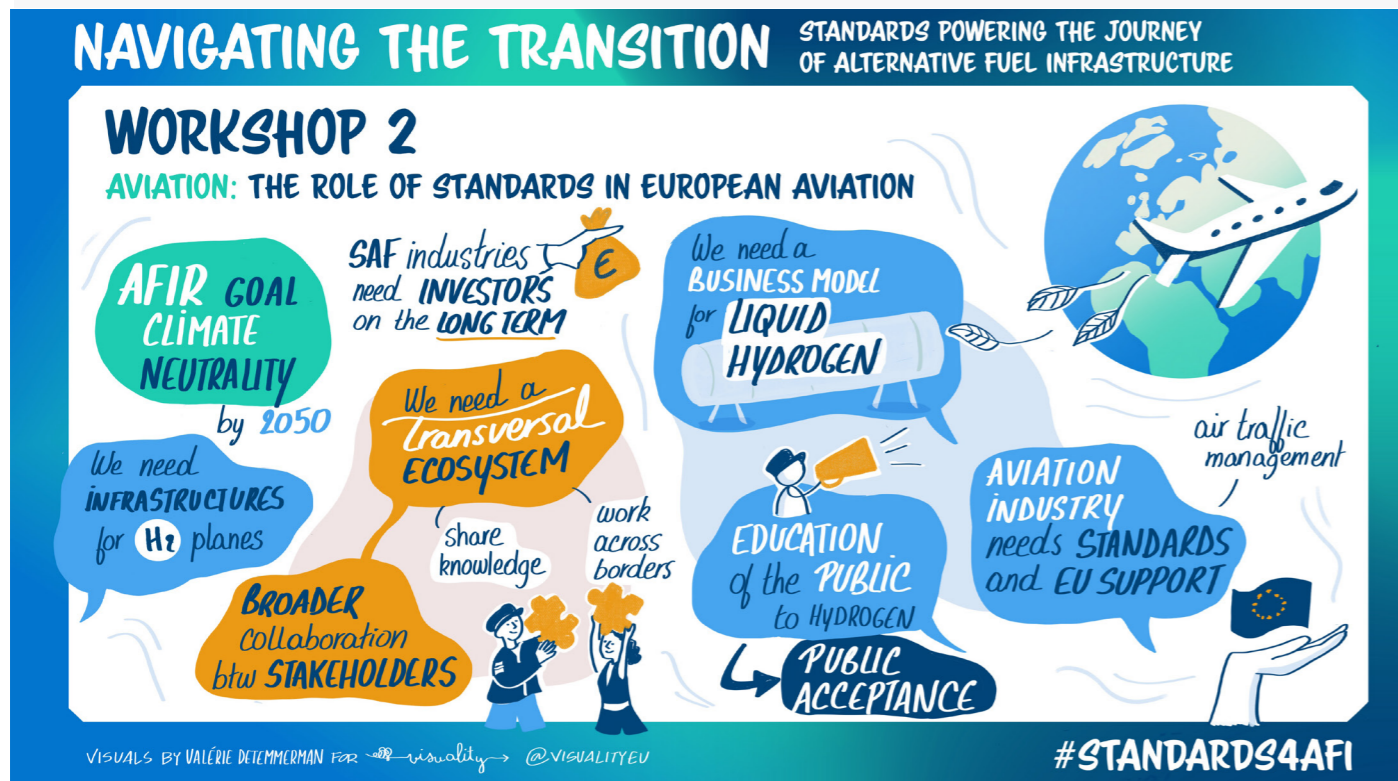 NAVIGATING THE TRANSITION
STANDARDS POWERING THE JOURNEY
OF ALTERNATIVE FUEL INFRASTRUCTURE
WORKSHOP 2
AVIATION: THE ROLE OF STANDARDS IN EUROPEAN AVIATION
AFIR GOAL
CLIMATE
NEUTRALITY
by 2050
SAF industries
need INVESTORS
on the LONG TERM
€
We need a
BUSINESS MODEL
for LIQUID
HYDROGEN
We need
INFRASTRUCTURES
for H2 planes
We need a
transversal
ECOSYSTEM
share
knowledge
work
across
borders
BROADER
collaboration
btw STAKEHOLDERS
EDUCATION
of the PUBLIC
to HYDROGEN
PUBLIC
ACCEPTANCE
AVIATION
INDUSTRY
needs STANDARDS
and EU SUPPORT
air traffic
management
VISUALS BY VALÉRIE DETEMMERMAN FOR visuality @VISUALITYEU
#STANDARDS4AFI